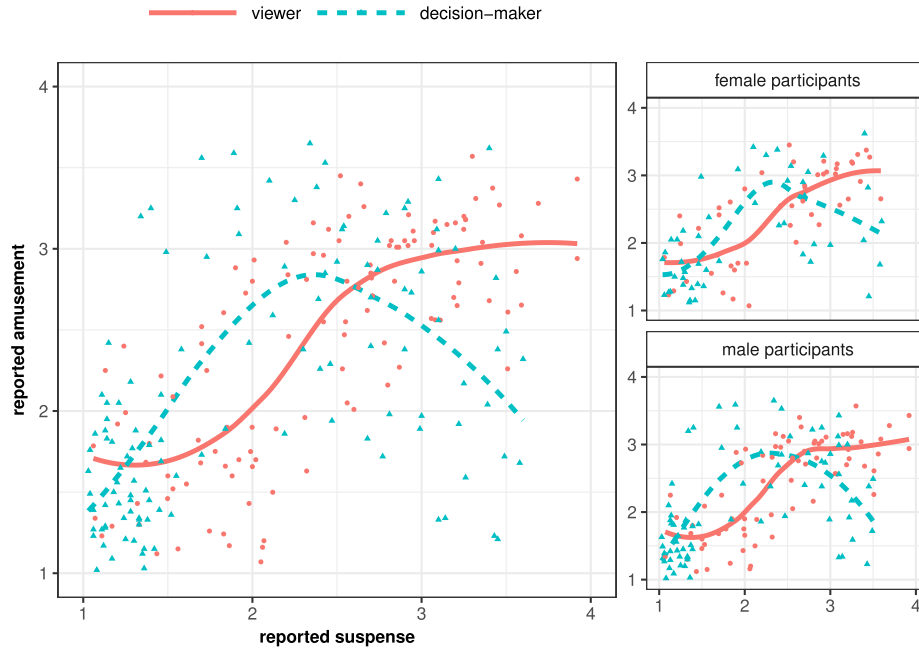 viewer decision−maker
reported amusement
4
3
2
1
1 2 3 4
reported suspense
female participants
4
3
2
1
male participants
4
3
2
1
1 2 3 4